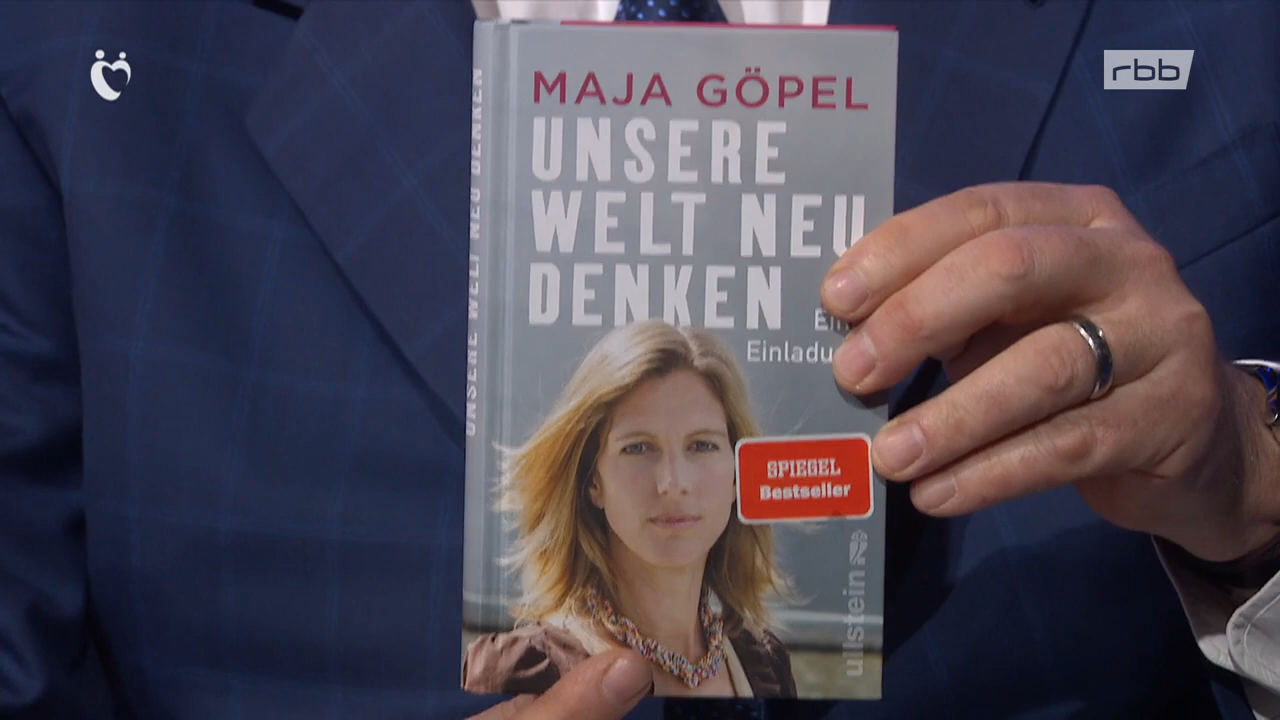 rbb
MAJA GÖPEL
UNSERE
WELT NEU
DENKEN
Einladu
SPIEGEL
Bestseller
ullstein
UNSERE WELT NEU DENKEN